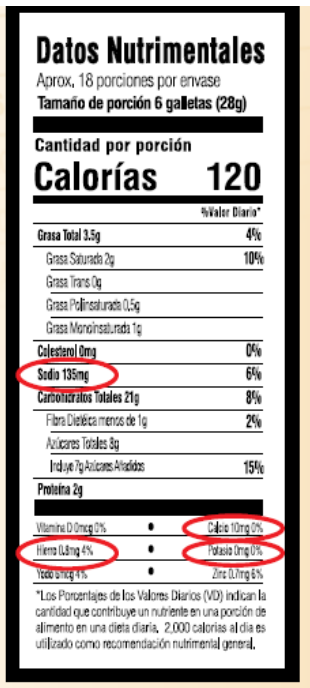 Datos Nutrimentales
Aprox. 18 porciones por envase
Tamaño de porción 6 galletas (28g)
Cantidad por porción
Calorías 120
%Valor Diario*
Grasa Total 3.5g 4%
Grasa Saturada 2g 10%
Grasa Trans 0g
Grasa Polinsaturada 0.5g
Grasa Monoinsaturada 1g
Colesterol 0mg 0%
Sodio 135mg 6%
Carbohidratos Totales 21g 8%
Fibra Dietética menos de 1g 2%
Azúcares Totales 8g
Incluye 7g Azúcares Añadidos 15%
Proteína 2g
Vitamina D 0mcg 0% • Calcio 10mg 0%
Hierro 0.8mg 4% • Potasio 0mg 0%
Yodo 6mcg 4% • Zinc 0.7mg 6%
*Los Porcentajes de los Valores Diarios (VD) indican la
cantidad que contribuye un nutriente en una porción de
alimento en una dieta diaria. 2,000 calorías al dia es
utilizado como recomendación nutrimental general.